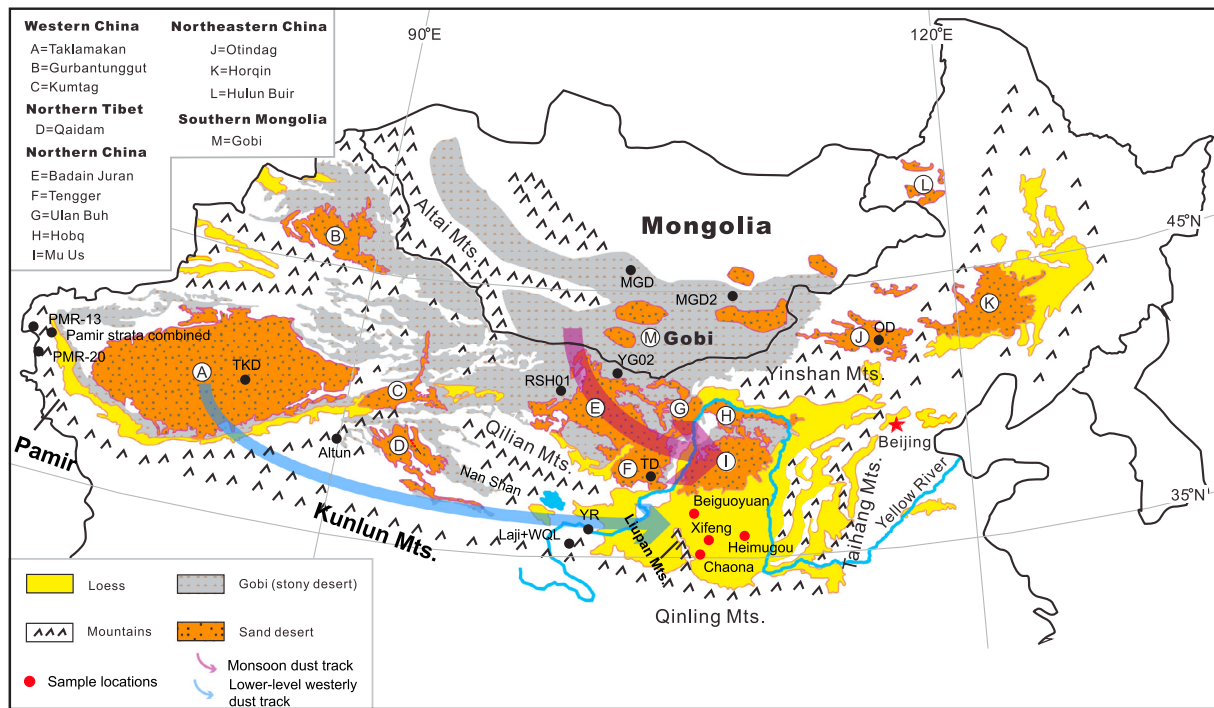 Western China
A=Taklamakan
B=Gurbantunggut
C=Kumtag
Northern Tibet
D=Qaidam
Northern China
E=Badain Juran
F=Tengger
G=Ulan Buh
H=Hobq
I=Mu Us
Northeastern China
J=Otindag
K=Horqin
L=Hulun Buir
Southern Mongolia
M=Gobi
90°E
120°E
45°N
35°N
L
Mongolia
Altai Mts.
B
MGD
MGD2
K
PMR-13
Pamir strata combined
PMR-20
M
Gobi
J
OD
A
TKD
C
RSH01
YG02
Yinshan Mts.
E
G
H
Beijing
Altun
D
Qilian Mts.
Nan Shan
F
TD
I
Pamir
Kunlun Mts.
Laji+WQL
YR
Liupan Mts.
Beiguoyuan
Xifeng
Heimugou
Chaona
Taihang Mts.
Yellow River
Qinling Mts.
Loess
Gobi (stony desert)
Mountains
Sand desert
Monsoon dust track
Sample locations
Lower-level westerly
dust track